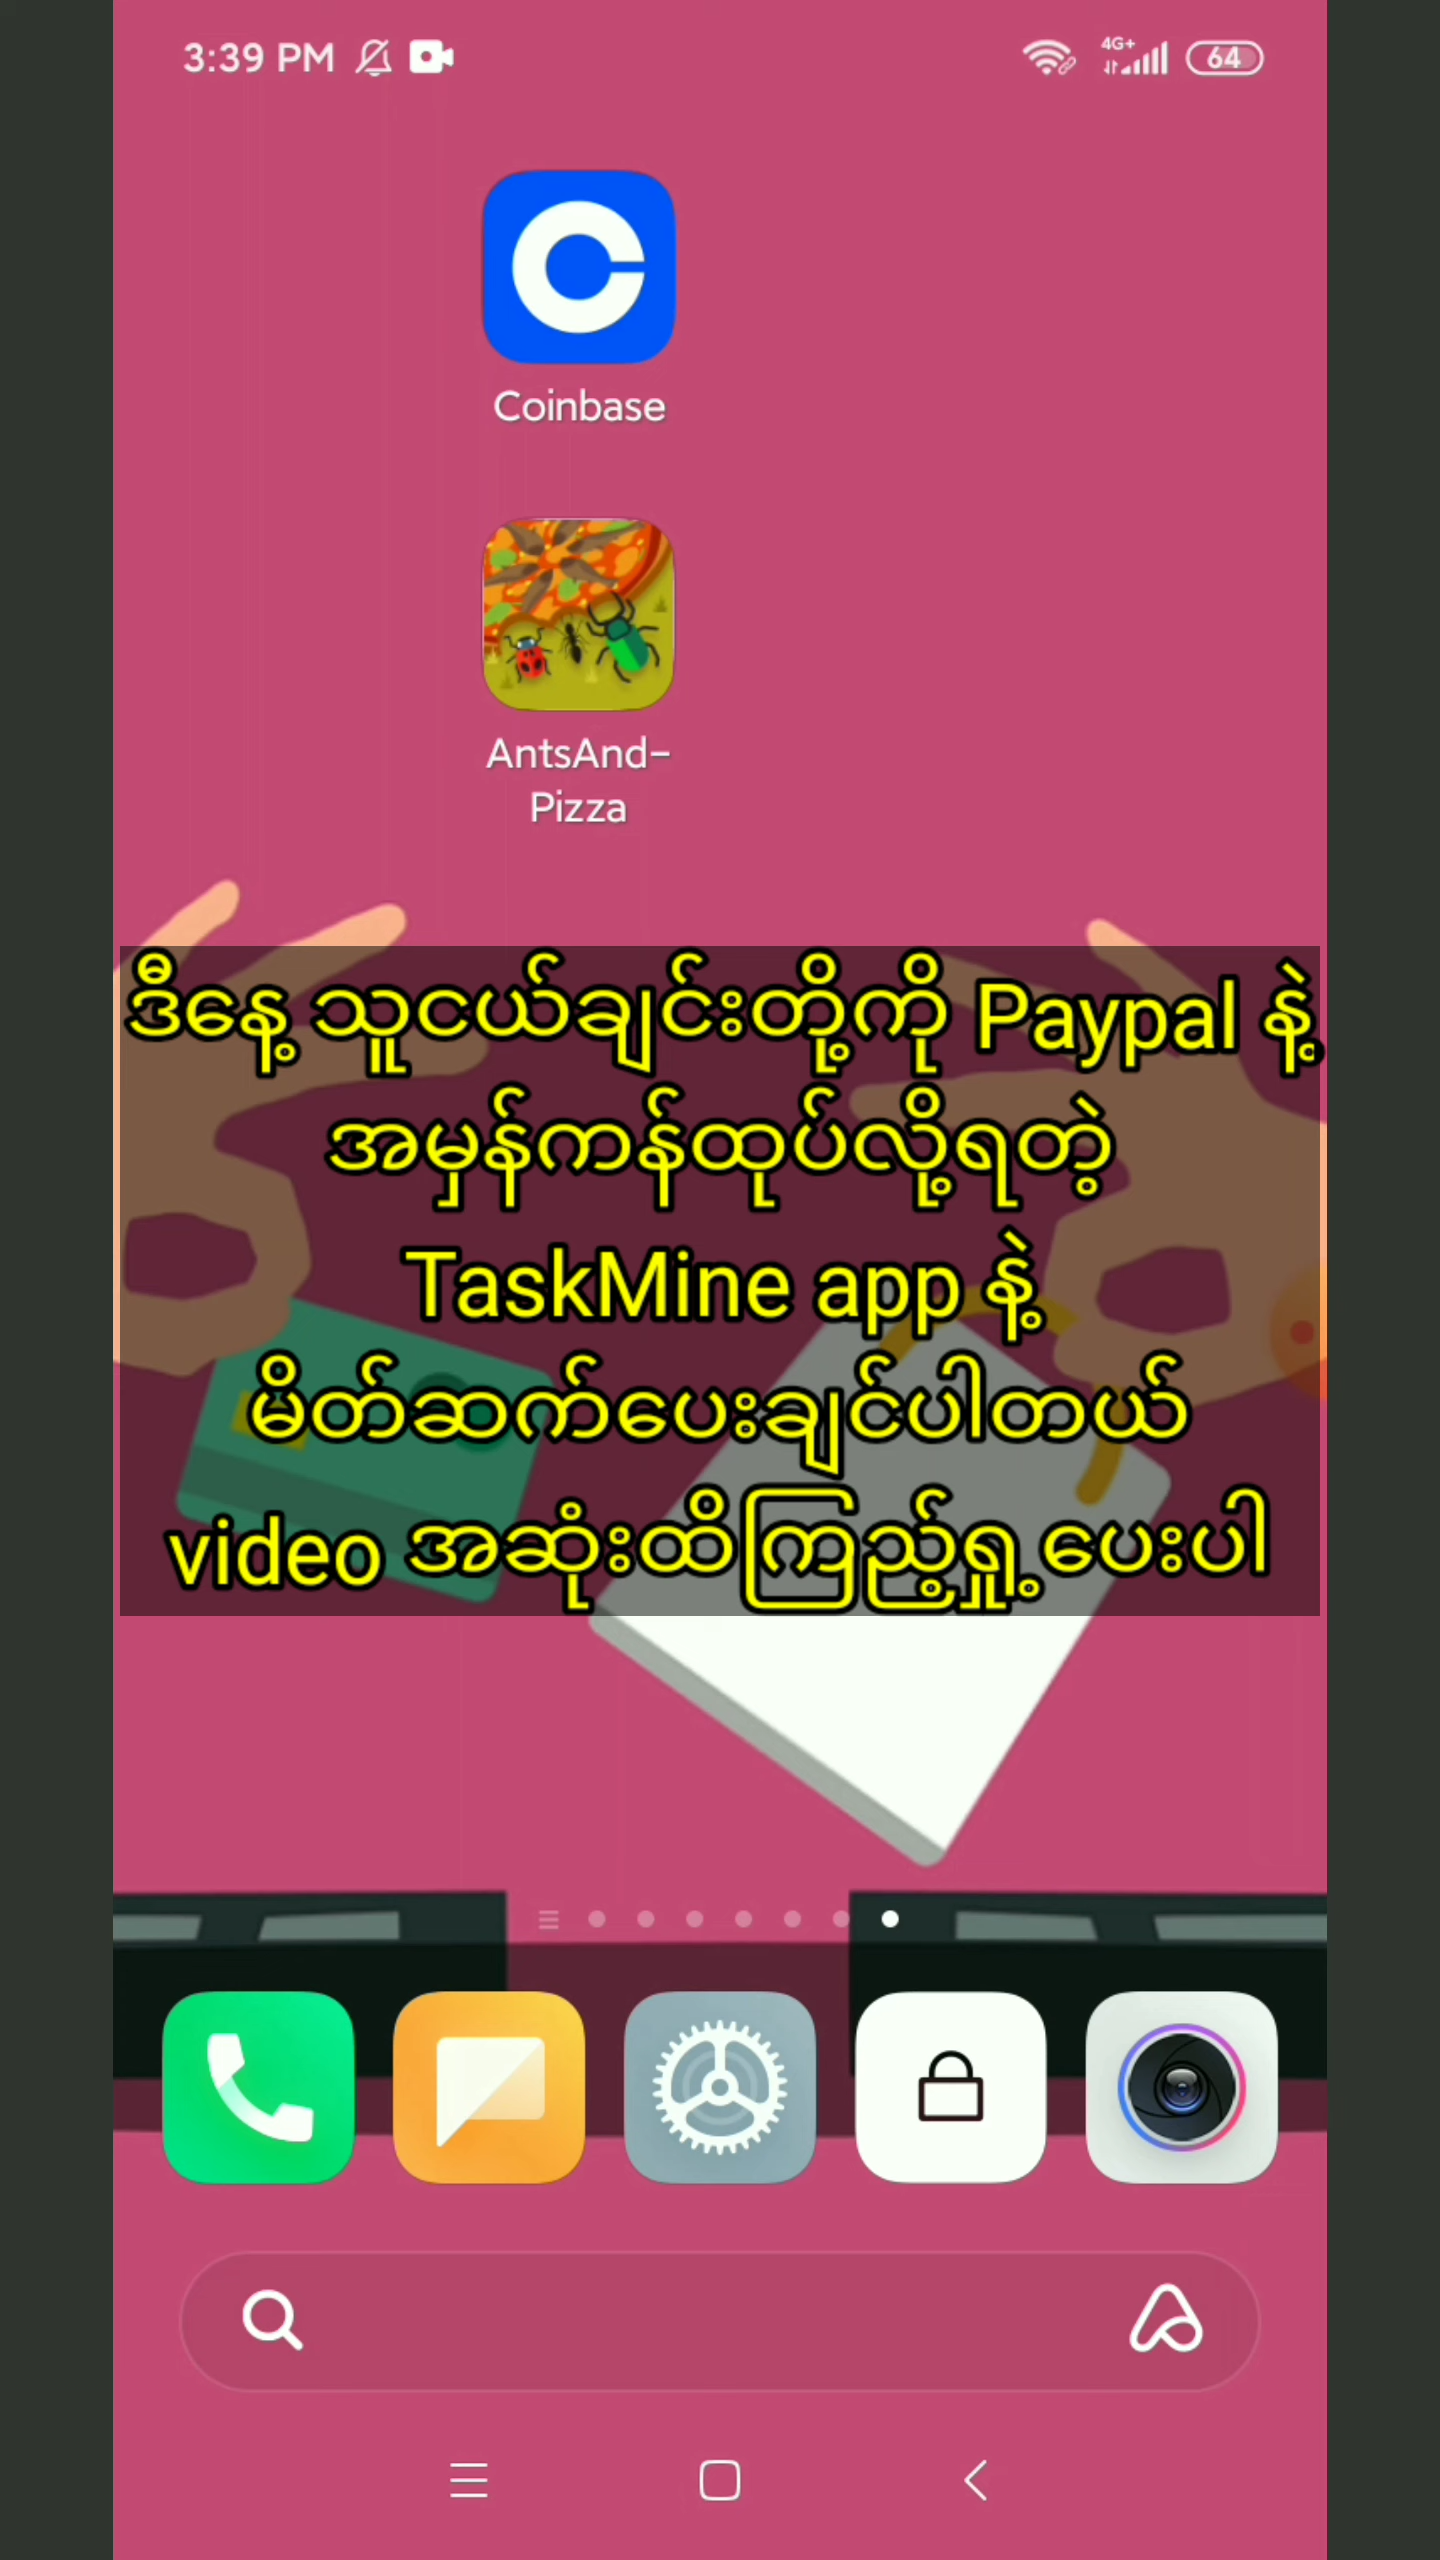 3:39 PM
4G+
64
Coinbase
AntsAnd-
Pizza
ဒီနေ့ သူငယ်ချင်းတို့ကို Paypal နဲ့
အမှန်ကန်ထုပ်လို့ရတဲ့
TaskMine app နဲ့
မိတ်ဆက်ပေးချင်ပါတယ်
video အဆုံးထိကြည့်ရှု့ပေးပါ